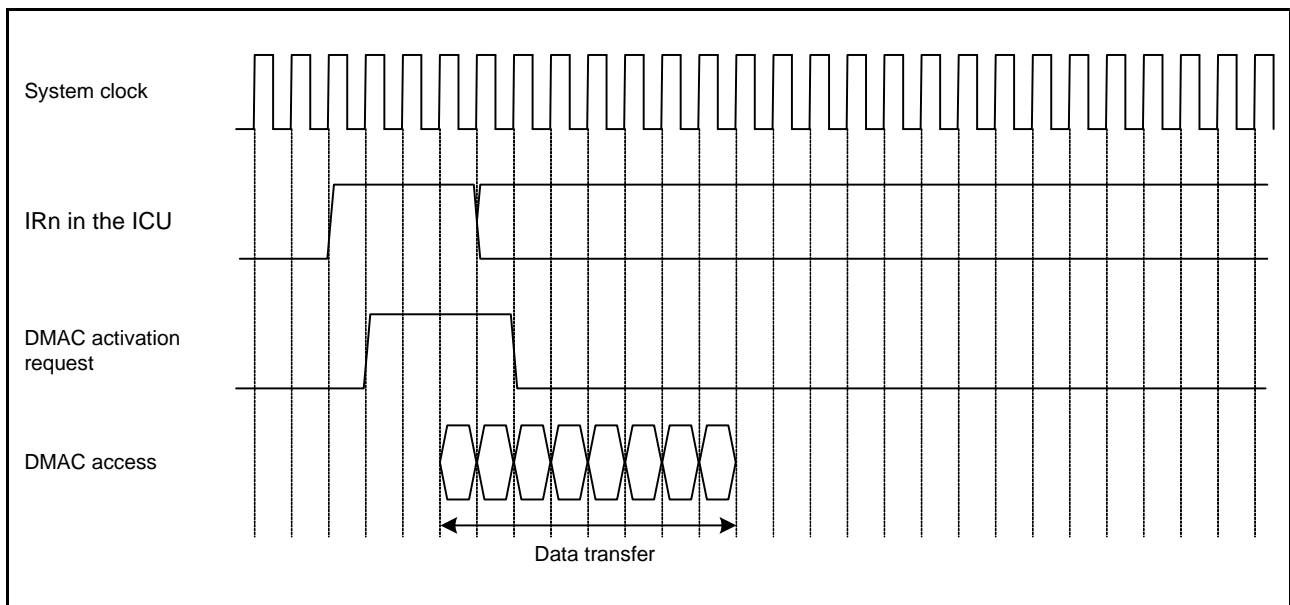 System clock
IRn in the ICU
DMAC activation
request
DMAC access
Data transfer